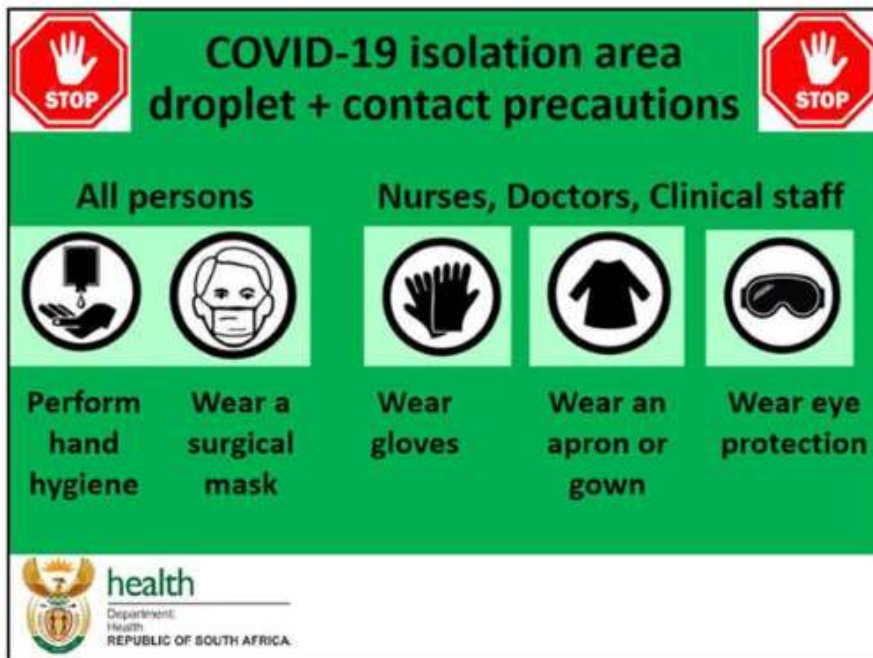 STOP
COVID-19 isolation area
droplet + contact precautions
STOP
All persons
Nurses, Doctors, Clinical staff
Perform
hand
hygiene
Wear a
surgical
mask
Wear
gloves
Wear an
apron or
gown
Wear eye
protection
health
Department:
Health
REPUBLIC OF SOUTH AFRICA